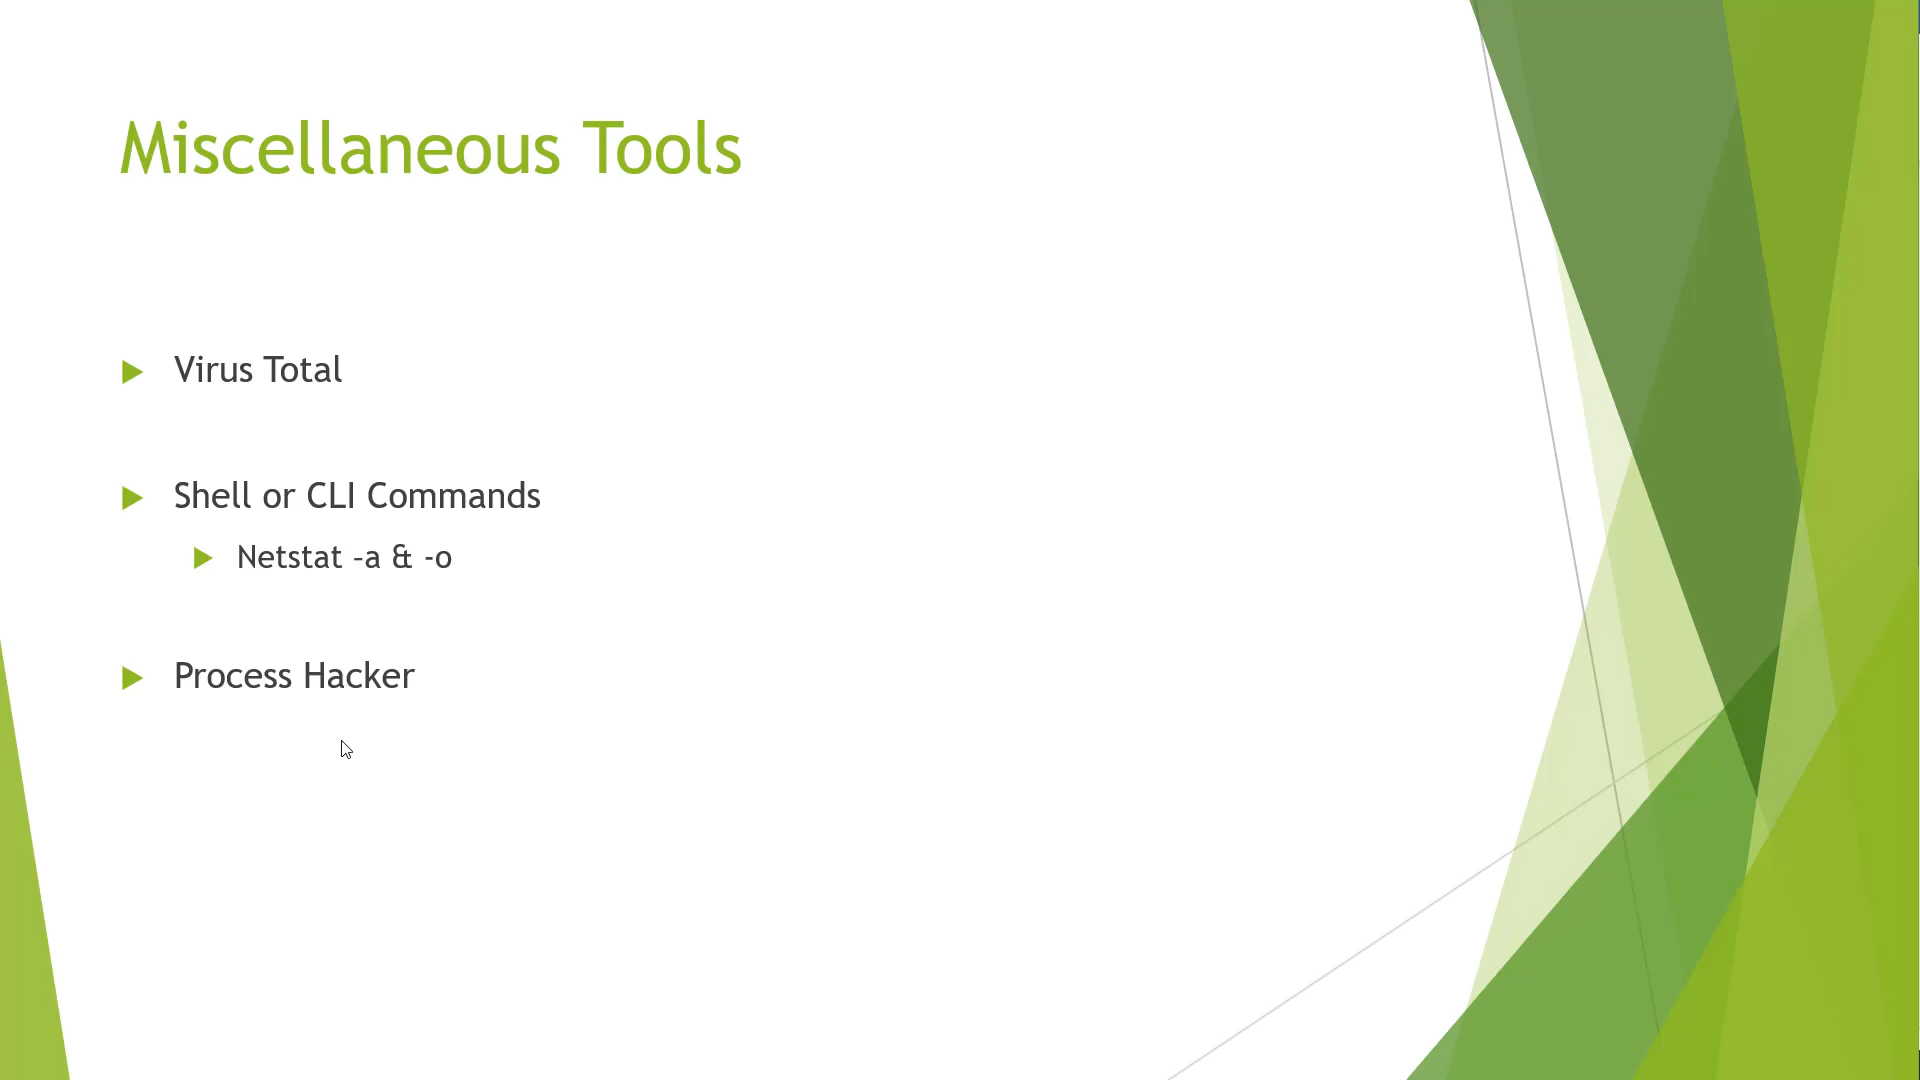 Miscellaneous Tools
Virus Total
Shell or CLI Commands
Netstat –a & -o
Process Hacker